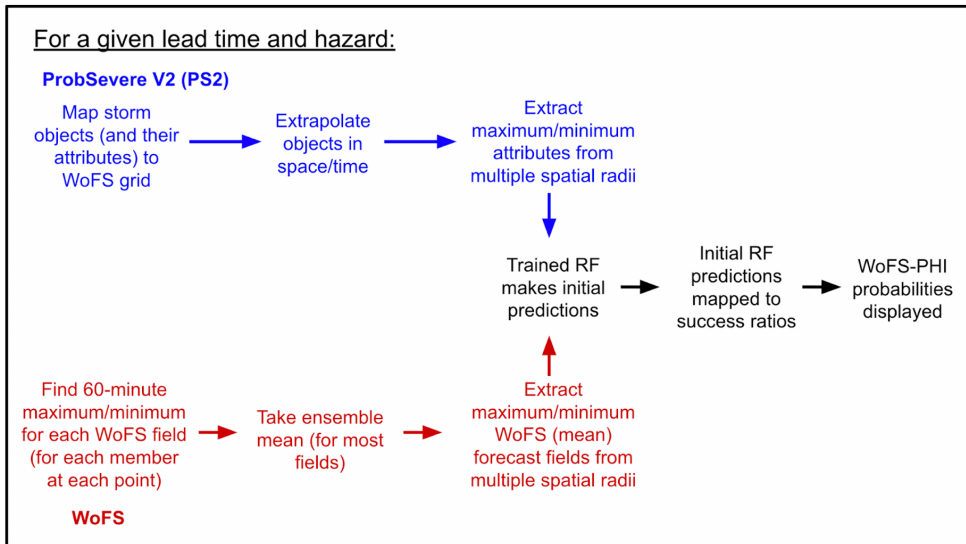 For a given lead time and hazard:
ProbSevere V2 (PS2)
Map storm
objects (and their
attributes) to
WoFS grid
Extrapolate
objects in
space/time
Extract
maximum/minimum
attributes from
multiple spatial radii
Trained RF
makes initial
predictions
Initial RF
predictions
mapped to
success ratios
WoFS-PHI
probabilities
displayed
Find 60-minute
maximum/minimum
for each WoFS field
(for each member
at each point)
Take ensemble
mean (for most
fields)
Extract
maximum/minimum
WoFS (mean)
forecast fields from
multiple spatial radii
WoFS